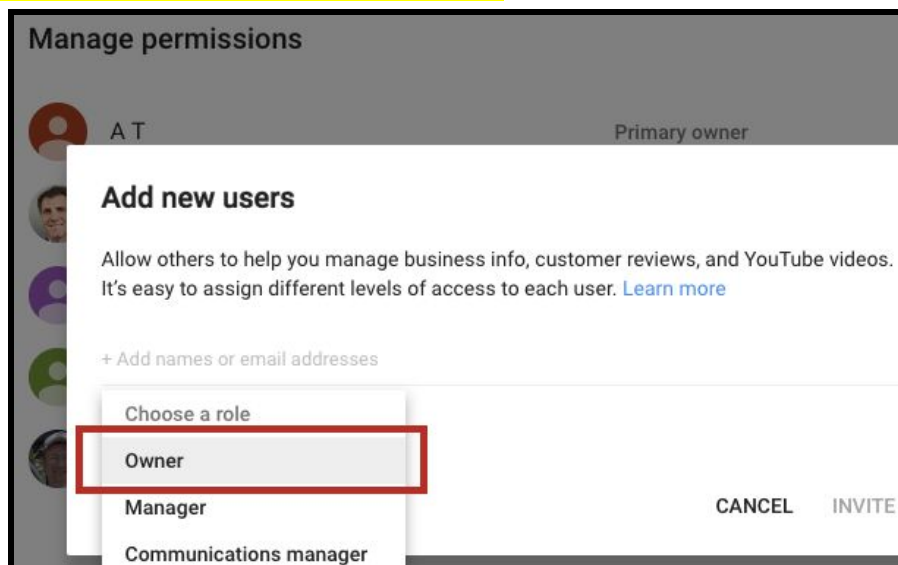 Manage permissions
A T
Primary owner
Add new users
Allow others to help you manage business info, customer reviews, and YouTube videos.
It's easy to assign different levels of access to each user. Learn more
+ Add names or email addresses
Choose a role
Owner
Manager
Communications manager
CANCEL INVITE